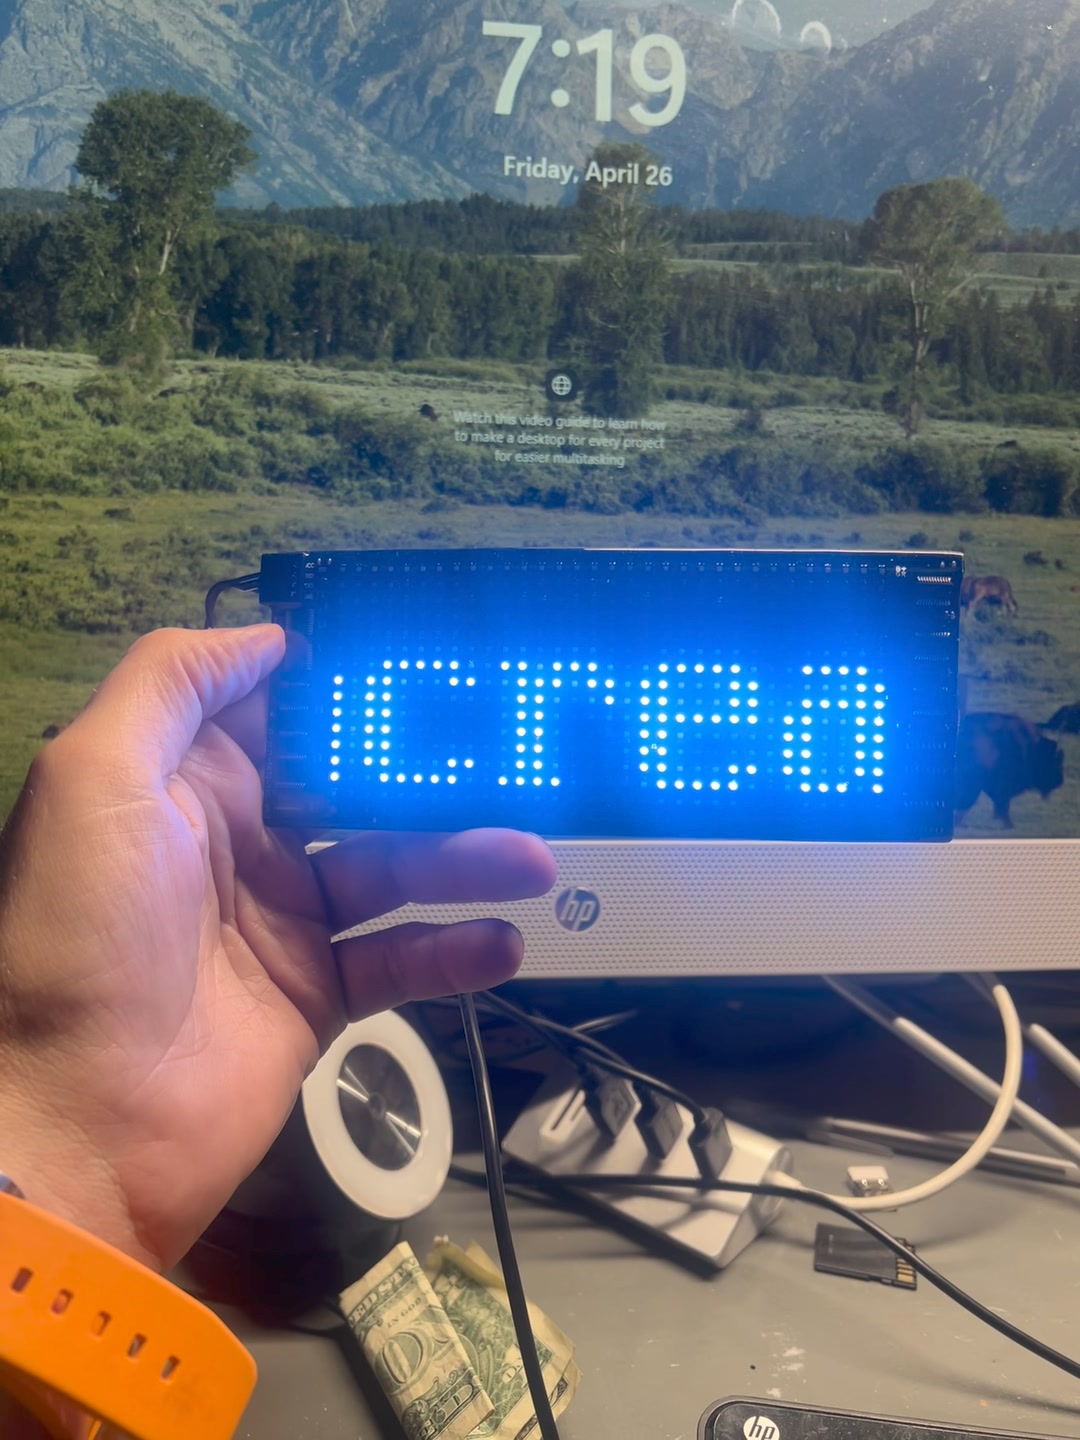 7:19
Friday, April 26
Watch this video guide to learn how
to make a desktop for every project
for easier multitasking
cre
hp
hp